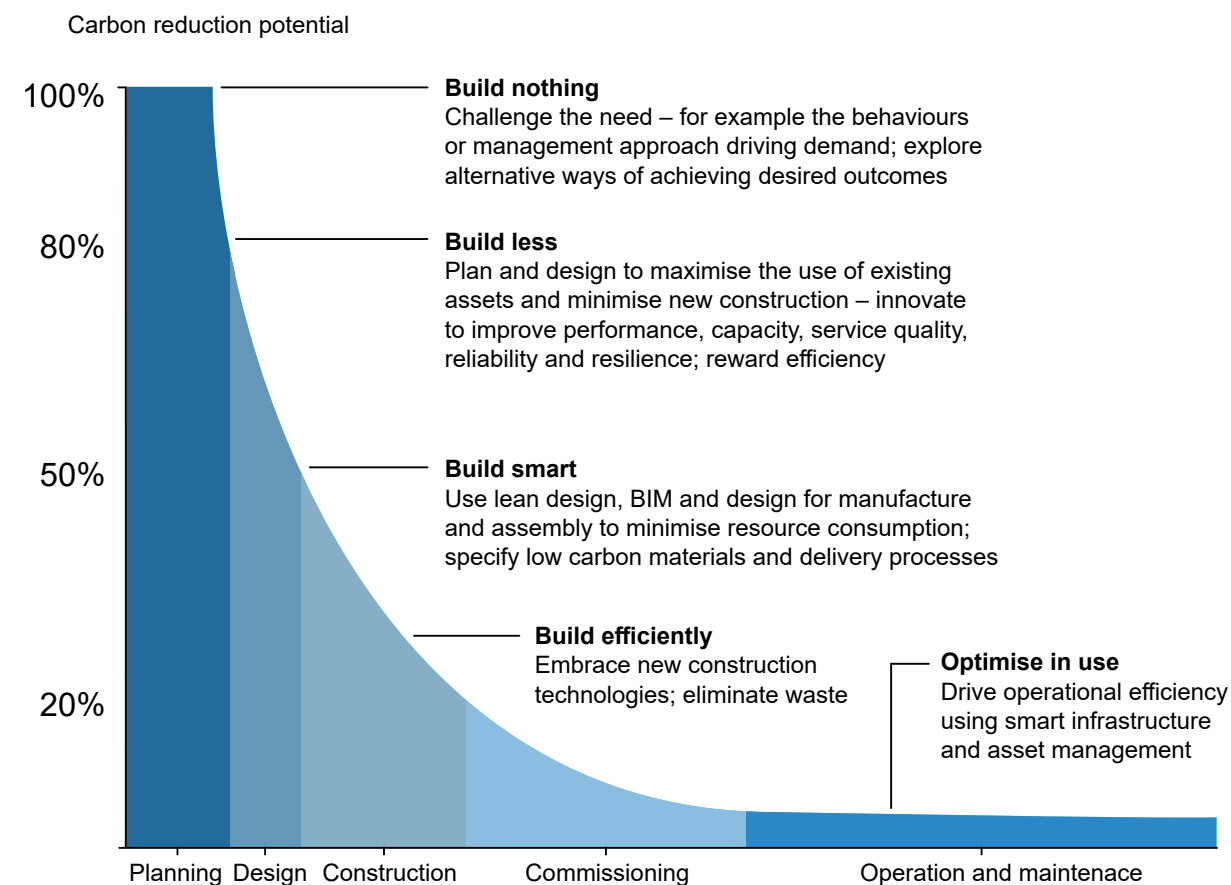 Carbon reduction potential
100%
Build nothing
Challenge the need – for example the behaviours
or management approach driving demand; explore
alternative ways of achieving desired outcomes
80%
Build less
Plan and design to maximise the use of existing
assets and minimise new construction – innovate
to improve performance, capacity, service quality,
reliability and resilience; reward efficiency
50%
Build smart
Use lean design, BIM and design for manufacture
and assembly to minimise resource consumption;
specify low carbon materials and delivery processes
Build efficiently
Embrace new construction
technologies; eliminate waste
Optimise in use
Drive operational efficiency
using smart infrastructure
and asset management
20%
Planning Design Construction Commissioning Operation and maintenace